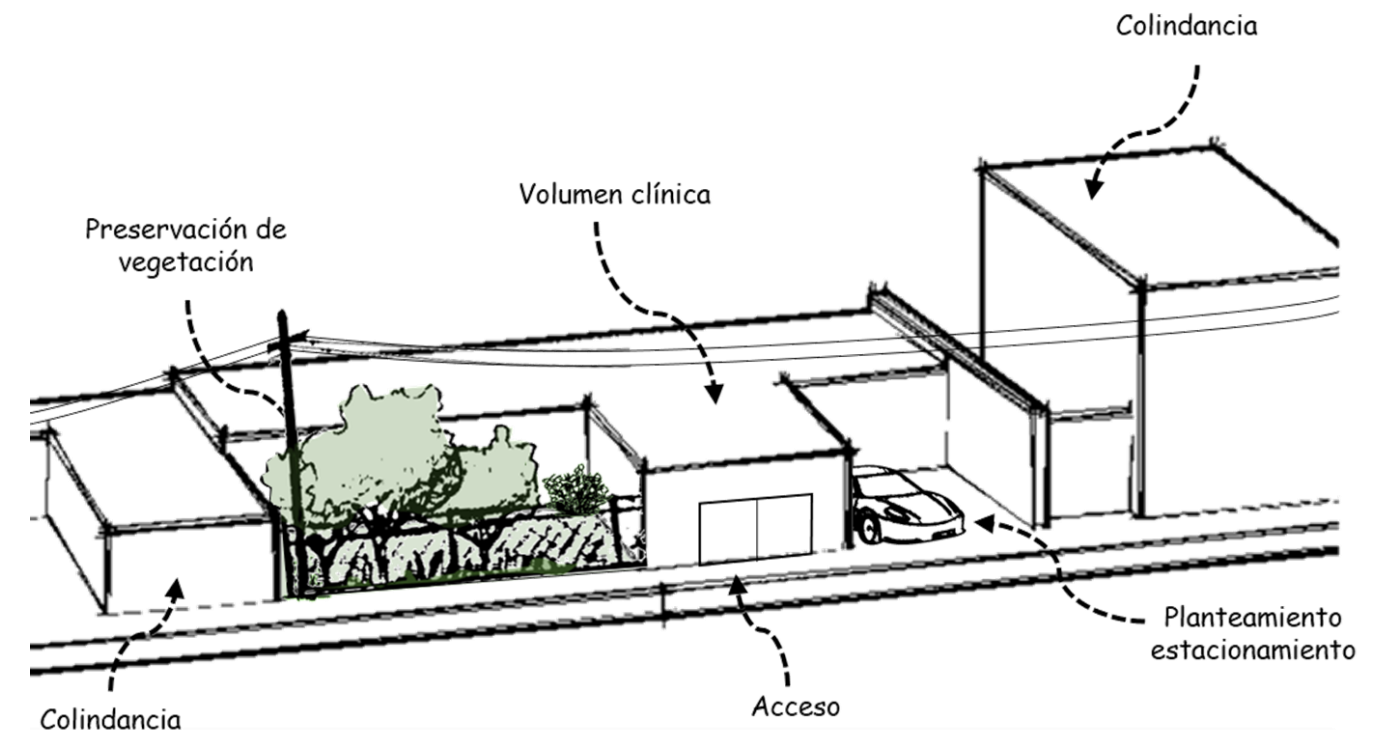 Colindancia
Volumen clínica
Preservación de
vegetación
Planteamiento
estacionamiento
Acceso
Colindancia